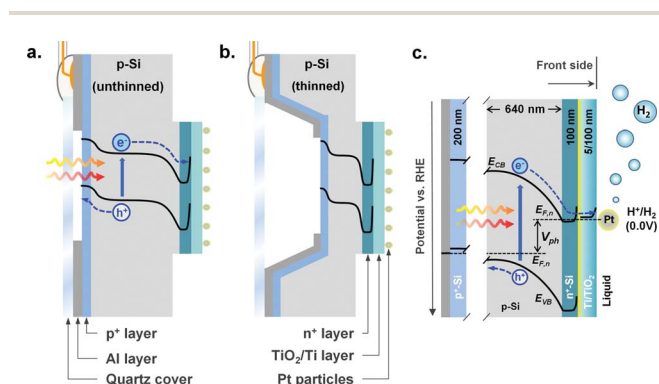 a.
p-Si
(unthinned)
e-
h+
p+ layer
Al layer
Quartz cover
b.
p-Si
(thinned)
n+ layer
TiO2/Ti layer
Pt particles
c.
Front side
640 nm
200 nm
100 nm
5/100 nm
H2
Potential vs. RHE
ECB
e-
EF,n
Vph
EF,n
h+
EVB
Pt
H+/H2
(0.0V)
p+-Si
p-Si
n+-Si
Ti/TiO2
Liquid